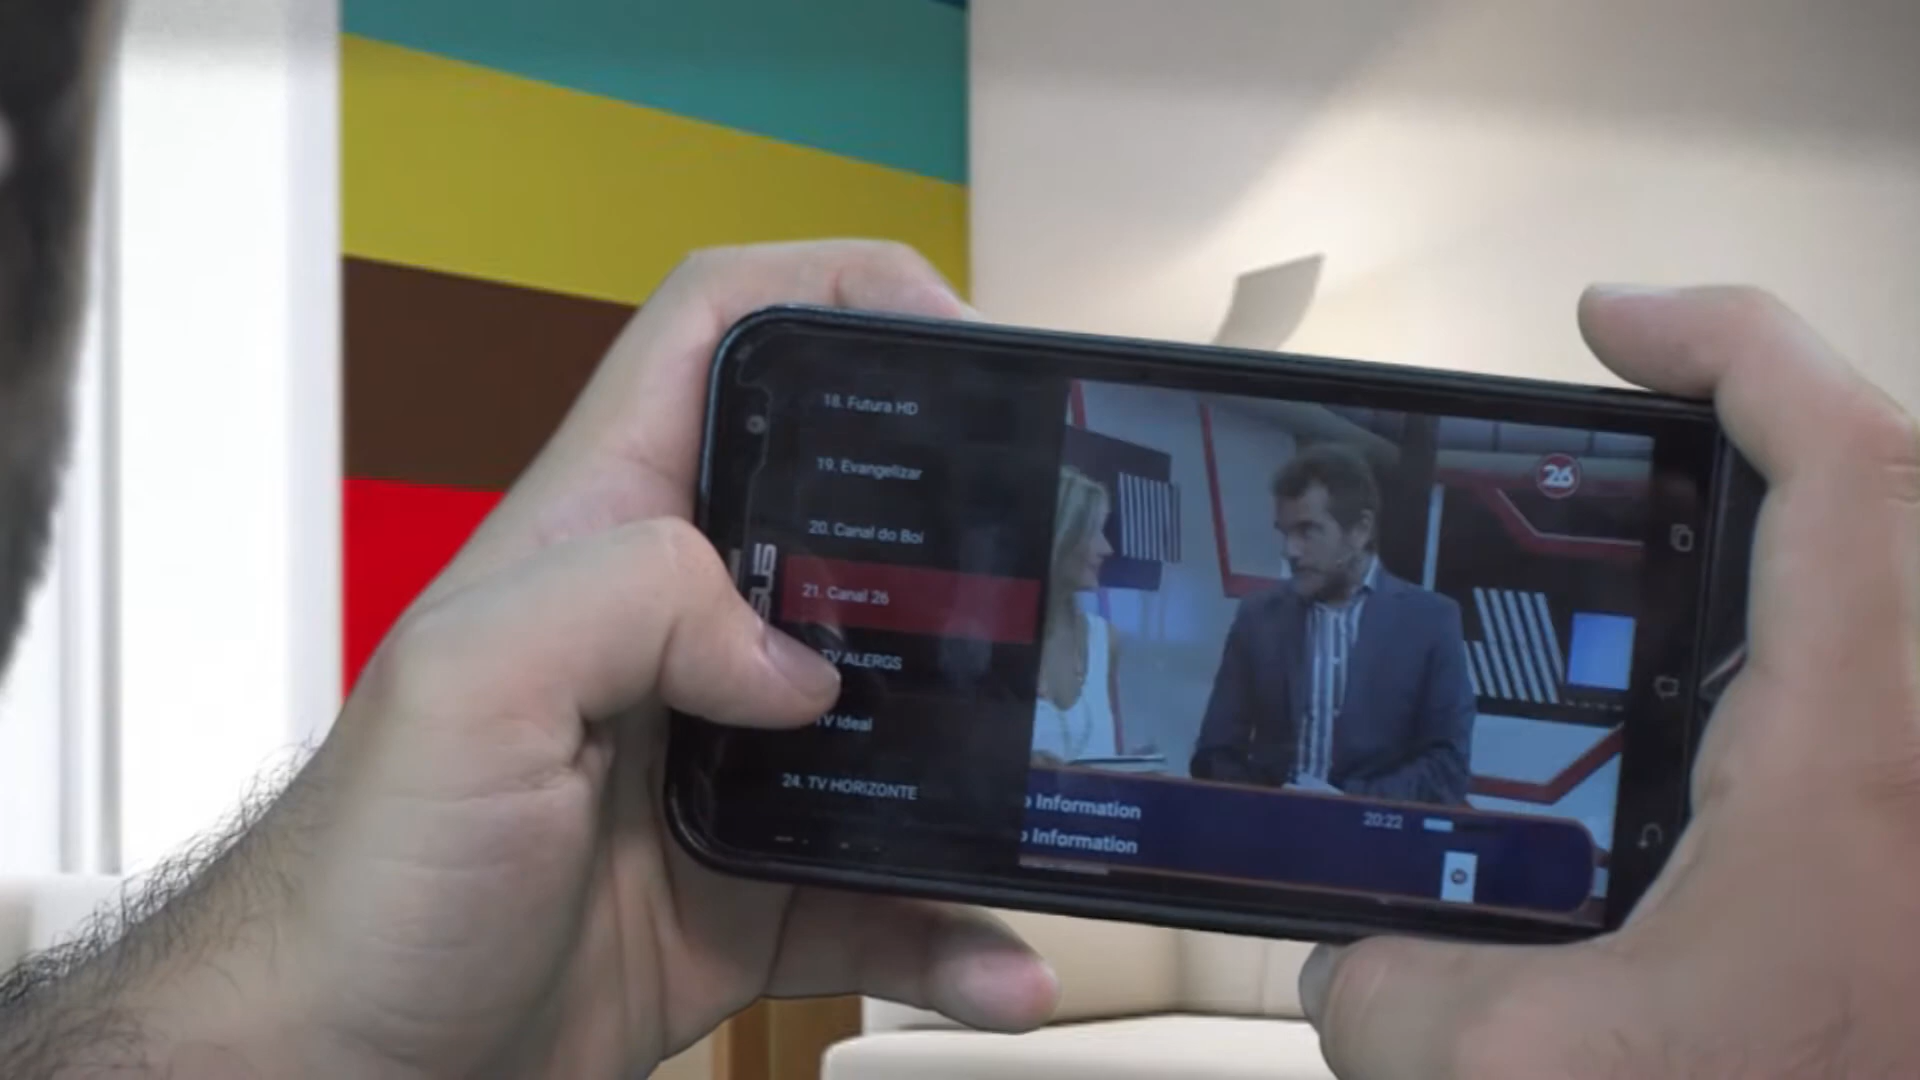 18. Futura HD
19. Evangelizar
20. Canal do Boi
21. Canal 26
TV ALERGS
TV Ideal
24. TV HORIZONTE
26
Information
20:22
Information